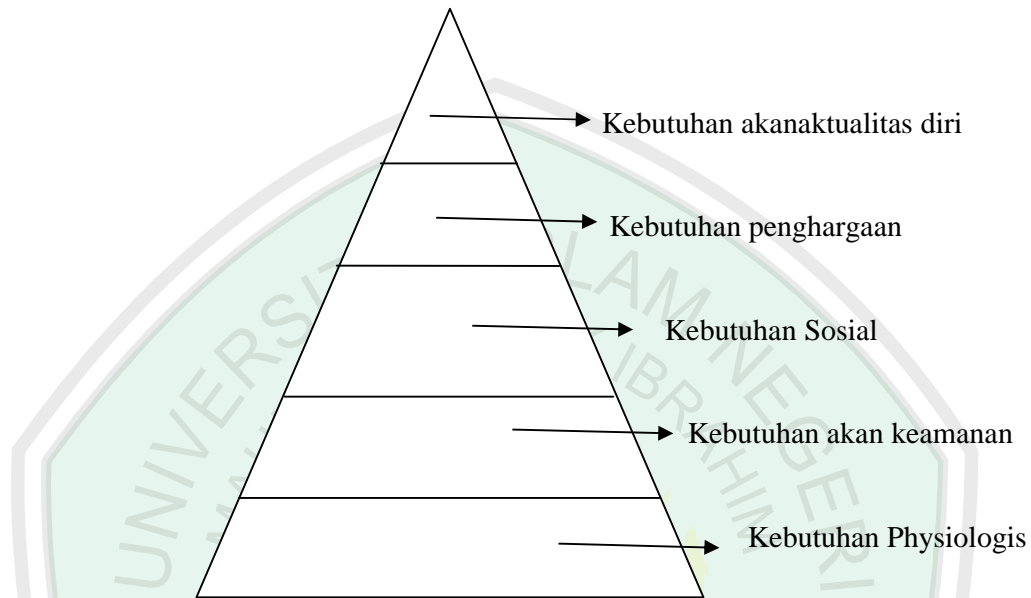 Kebutuhan akanaktualitas diri
Kebutuhan penghargaan
Kebutuhan Sosial
Kebutuhan akan keamanan
Kebutuhan Physiologis